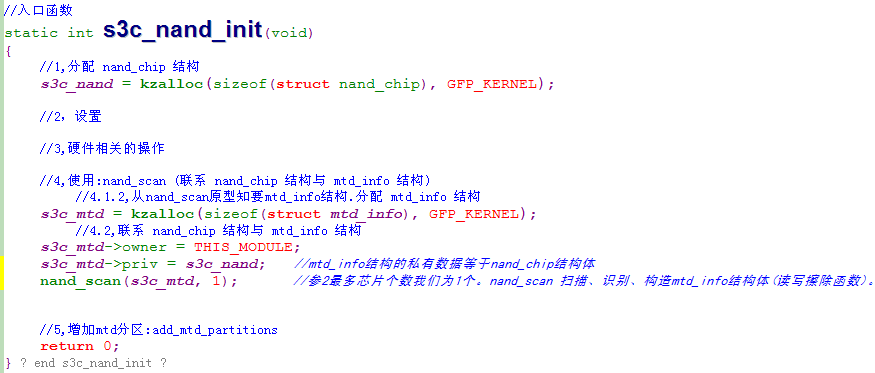 //入口函数
static int s3c_nand_init(void)
{
//1,分配 nand_chip 结构
s3c_nand = kzalloc(sizeof(struct nand_chip), GFP_KERNEL);
//2，设置
//3,硬件相关的操作
//4,使用:nand_scan (联系 nand_chip 结构与 mtd_info 结构)
//4.1.2,从nand_scan原型知要mtd_info结构.分配 mtd_info 结构
s3c_mtd = kzalloc(sizeof(struct mtd_info), GFP_KERNEL);
//4.2,联系 nand_chip 结构与 mtd_info 结构
s3c_mtd->owner = THIS_MODULE;
s3c_mtd->priv = s3c_nand; //mtd_info结构的私有数据等于nand_chip结构体
nand_scan(s3c_mtd, 1); //参2最多芯片个数我们为1个。nand_scan 扫描、识别、构造mtd_info结构体(读写擦除函数)。
//5,增加mtd分区:add_mtd_partitions
return 0;
} ? end s3c_nand_init ?